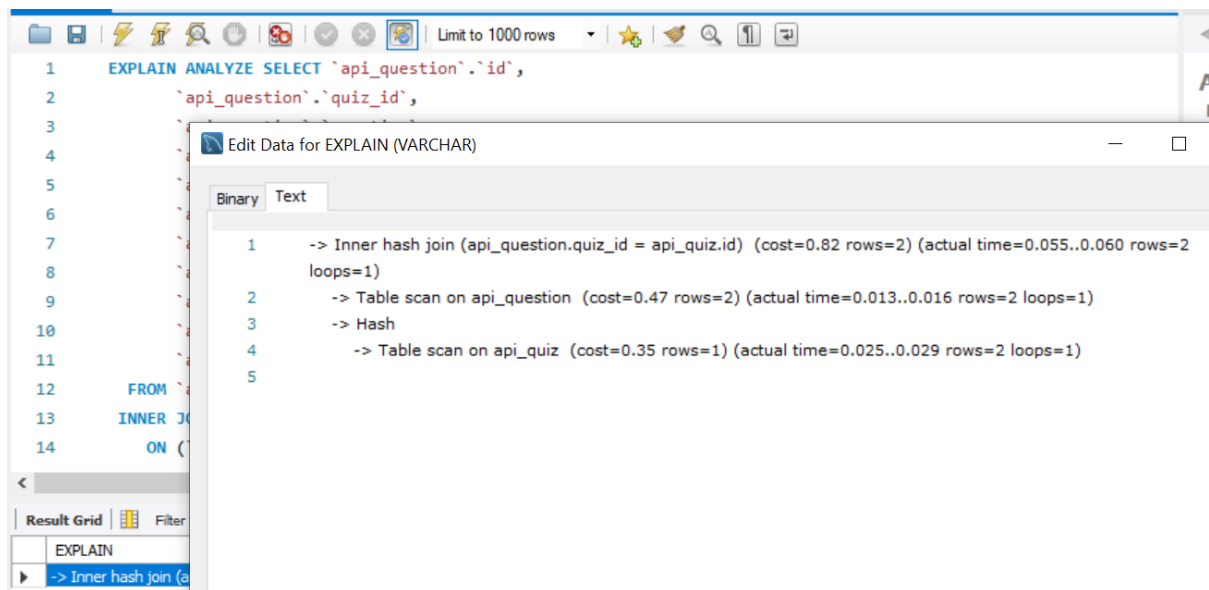 Limit to 1000 rows
1 EXPLAIN ANALYZE SELECT `api_question`.`id`,
2 `api_question`.`quiz_id`,
3
4
5
6
7
8
9
10
11
12 FROM `a
13 INNER JO
14 ON (`
Edit Data for EXPLAIN (VARCHAR)
Binary Text
1 -> Inner hash join (api_question.quiz_id = api_quiz.id) (cost=0.82 rows=2) (actual time=0.055..0.060 rows=2
loops=1)
2 -> Table scan on api_question (cost=0.47 rows=2) (actual time=0.013..0.016 rows=2 loops=1)
3 -> Hash
4 -> Table scan on api_quiz (cost=0.35 rows=1) (actual time=0.025..0.029 rows=2 loops=1)
5
Result Grid Filter
EXPLAIN
-> Inner hash join (a